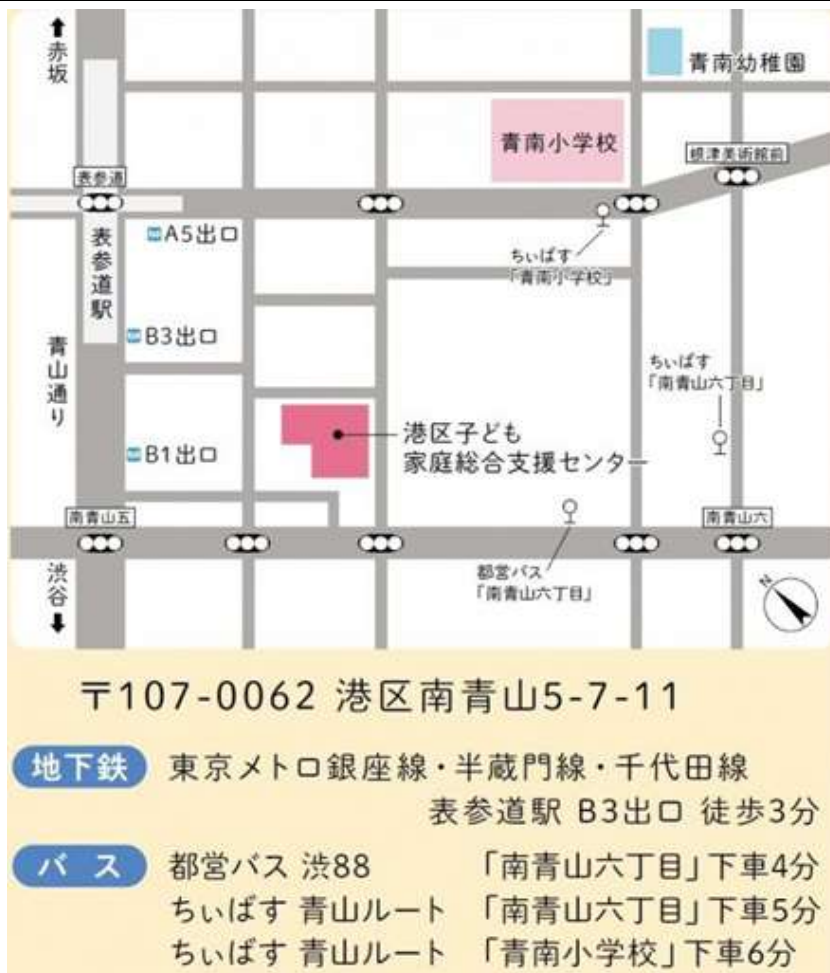 赤坂
青南幼稚園
青南小学校
根津美術館前
表参道
A5出口
表参道駅
ちぃばす
「青南小学校」
B3出口
青山通り
ちぃばす
「南青山六丁目」
港区子ども
家庭総合支援センター
B1出口
南青山五
南青山六
渋谷
都営バス
「南青山六丁目」
N
〒107-0062 港区南青山5-7-11
地下鉄 東京メトロ銀座線・半蔵門線・千代田線
表参道駅 B3出口 徒歩3分
バス 都営バス 渋88 「南青山六丁目」下車4分
ちぃばす 青山ルート 「南青山六丁目」下車5分
ちぃばす 青山ルート 「青南小学校」下車6分